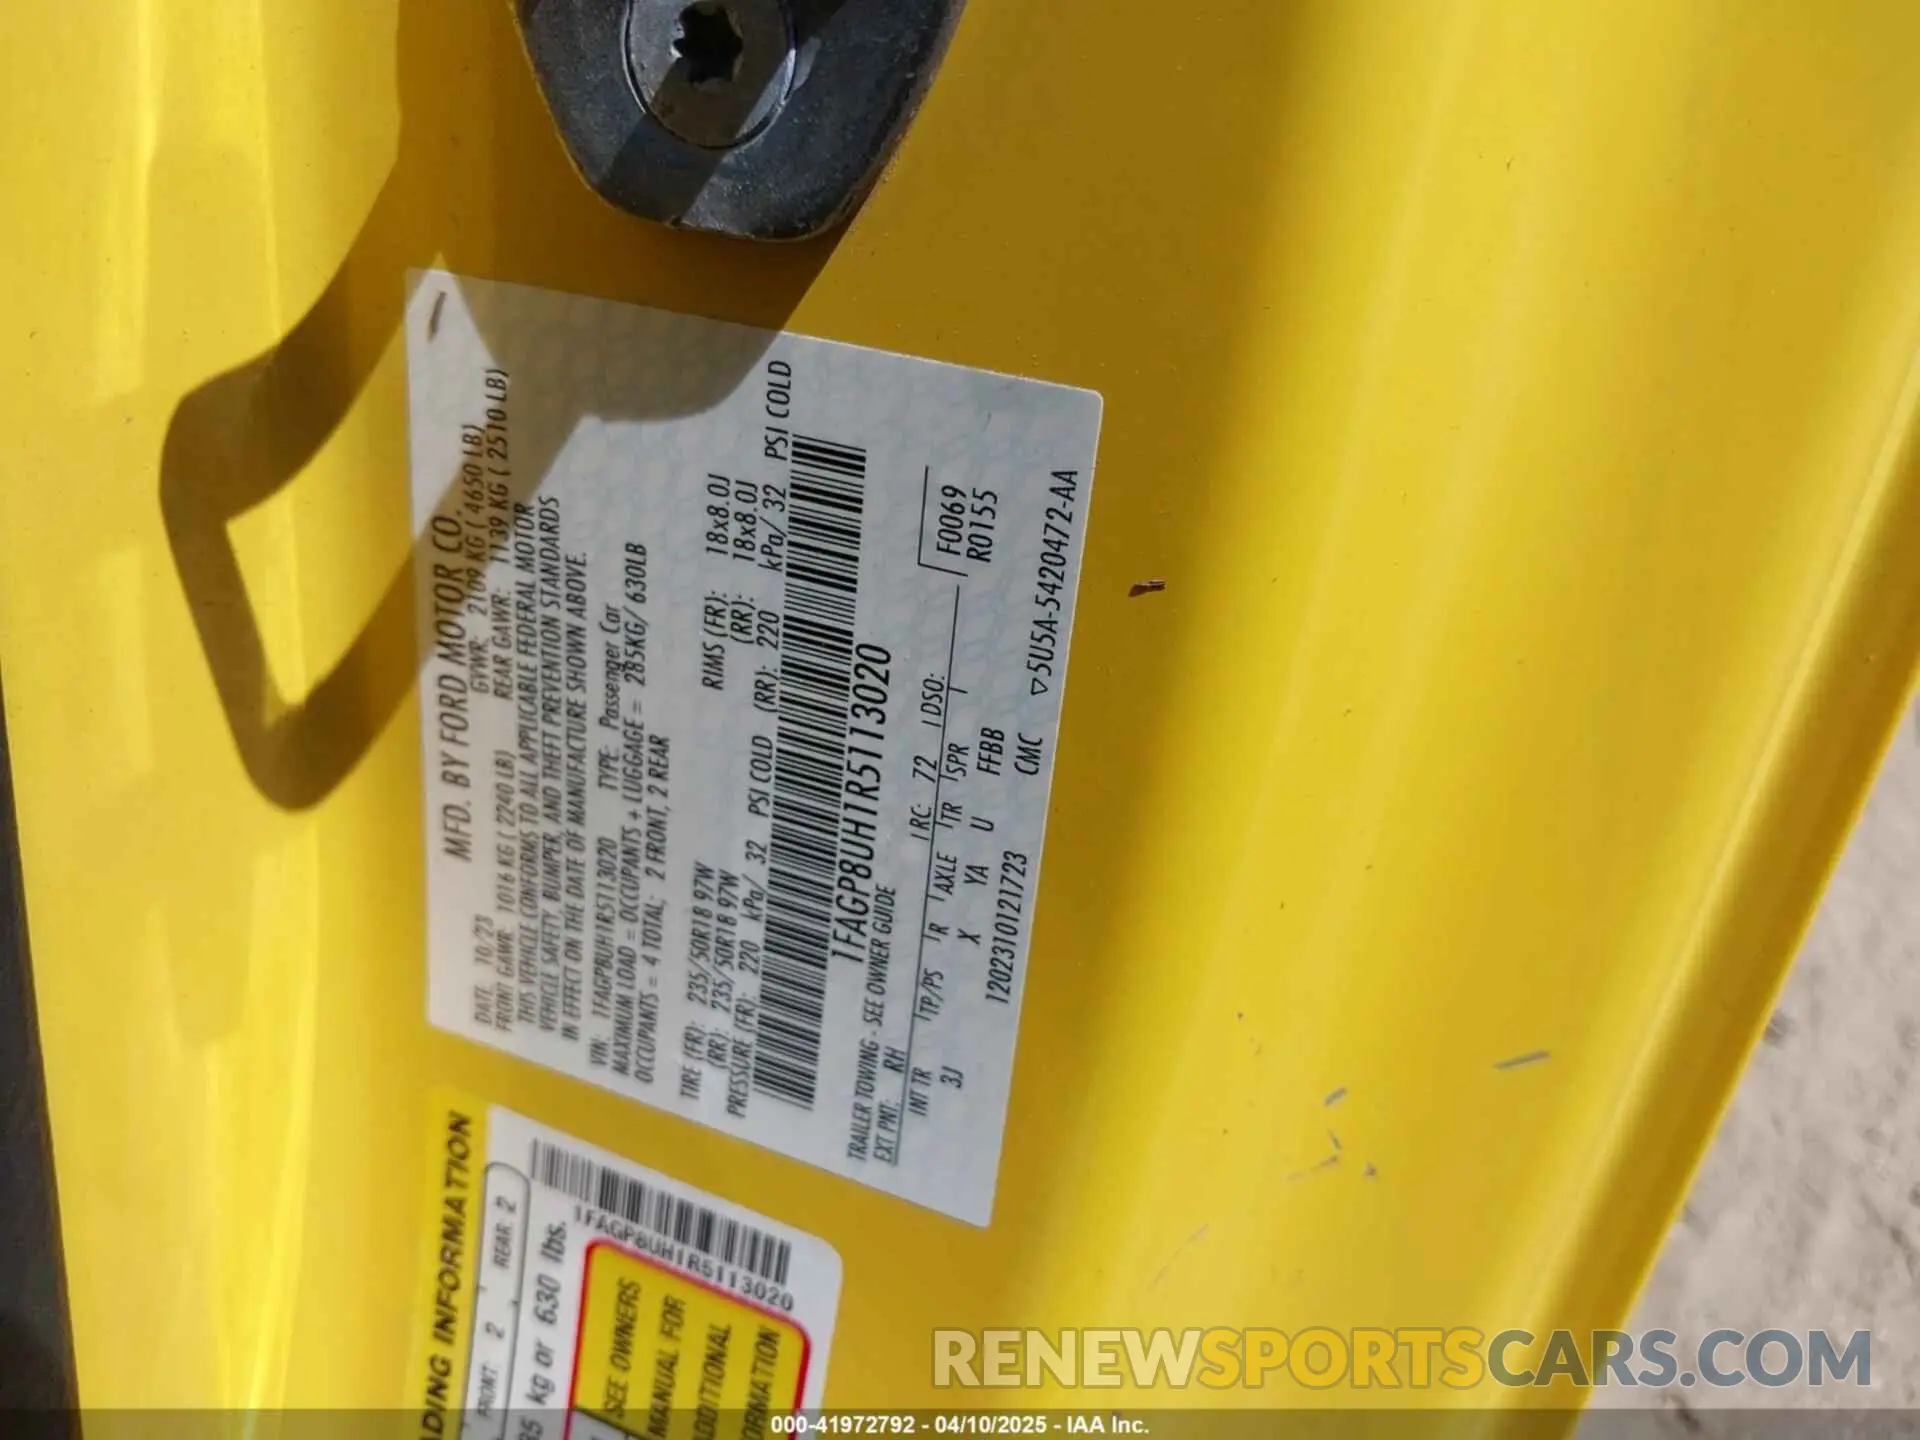 MFD. BY FORD MOTOR CO.
DATE: 10/23 GVWR: 2109 KG ( 4650 LB)
FRONT GAWR: 1016 KG ( 2240 LB) REAR GAWR: 1139 KG ( 2510 LB)
THIS VEHICLE CONFORMS TO ALL APPLICABLE FEDERAL MOTOR
VEHICLE SAFETY, BUMPER, AND THEFT PREVENTION STANDARDS
IN EFFECT ON THE DATE OF MANUFACTURE SHOWN ABOVE.
VIN: 1FAGP8UH1R5113020 TYPE: Passenger Car
MAXIMUM LOAD = OCCUPANTS + LUGGAGE = 285KG/ 630LB
OCCUPANTS = 4 TOTAL; 2 FRONT, 2 REAR
TIRE (FR): 235/50R18 97W RIMS (FR): 18x8.0J
(RR): 235/50R18 97W (RR): 18x8.0J
PRESSURE (FR): 220 kPa/ 32 PSI COLD (RR): 220 kPa/ 32 PSI COLD
1FAGP8UH1R5113020
TRAILER TOWING - SEE OWNER GUIDE
EXT PNT: RH RC: 72 DSO:
INT TR TP/PS R AXLE TR SPR
3J X YA U FFBB
F0069
R0155
1202310121723 CMC ▽5U5A-5420472-AA
ADING INFORMATION
FRONT: 2 REAR: 2
85 kg or 630 lbs.
1FAGP8UH1R5113020
SEE OWNERS
MANUAL FOR
ADDITIONAL
ORMATION
RENEWSPORTSCARS.COM
000-41972792 - 04/10/2025 - IAA Inc.